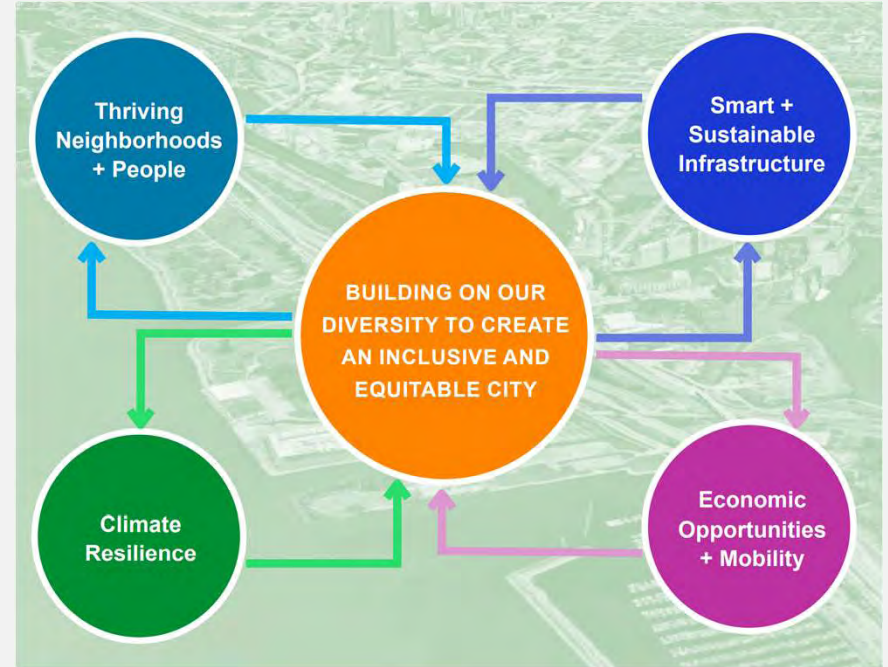 Thriving
Neighborhoods
+ People
Smart +
Sustainable
Infrastructure
BUILDING ON OUR
DIVERSITY TO CREATE
AN INCLUSIVE AND
EQUITABLE CITY
Climate
Resilience
Economic
Opportunities
+ Mobility